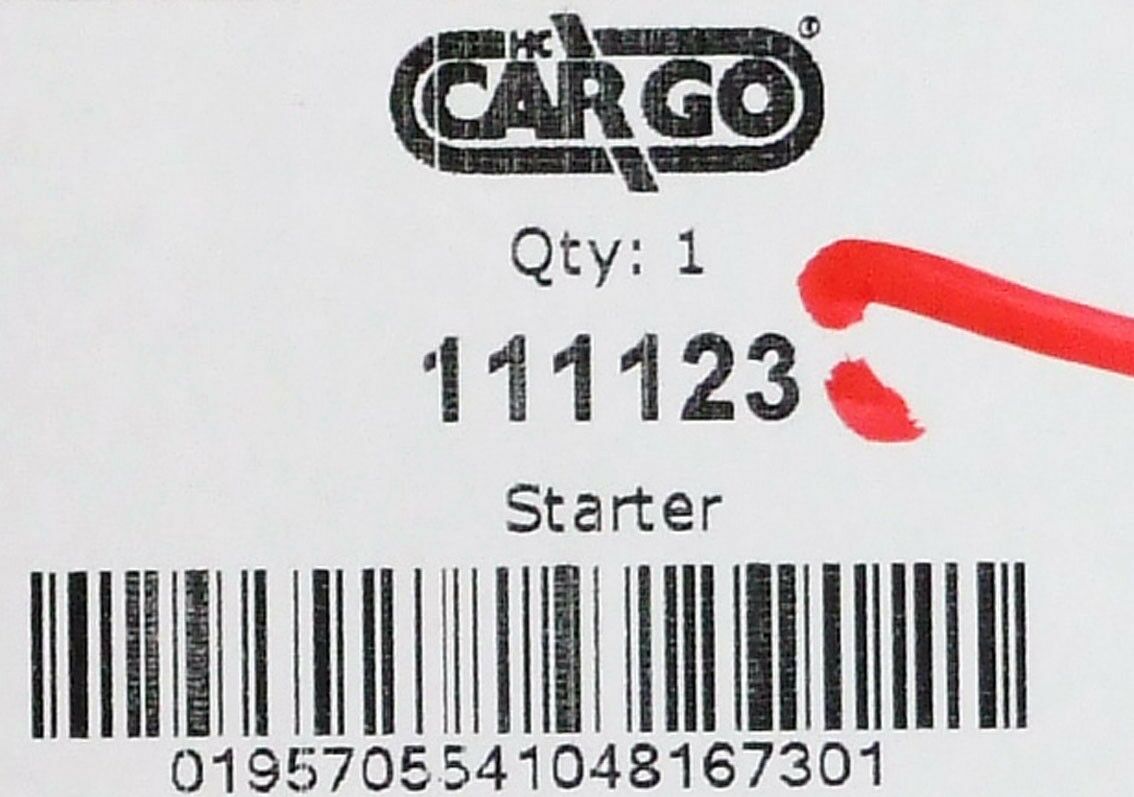 HC
CARGO®
Qty: 1
111123
Starter
0195705541048167301